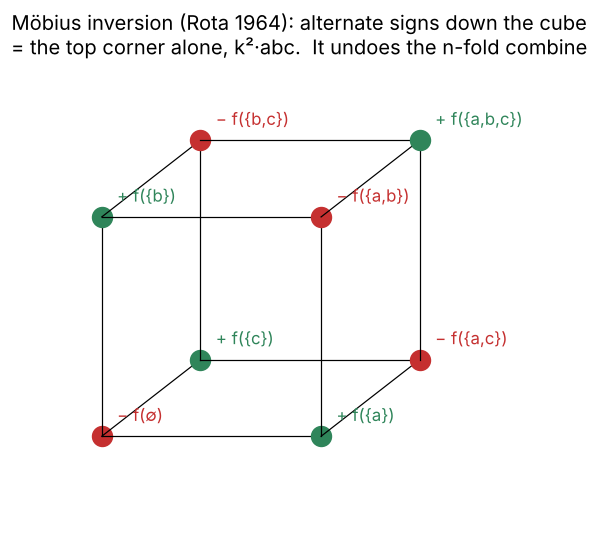 Möbius inversion (Rota 1964): alternate signs down the cube
= the top corner alone, k²·abc.  It undoes the n-fold combine
− f({b,c})
+ f({a,b,c})
+ f({b})
− f({a,b})
+ f({c})
− f({a,c})
− f(ø)
+ f({a})